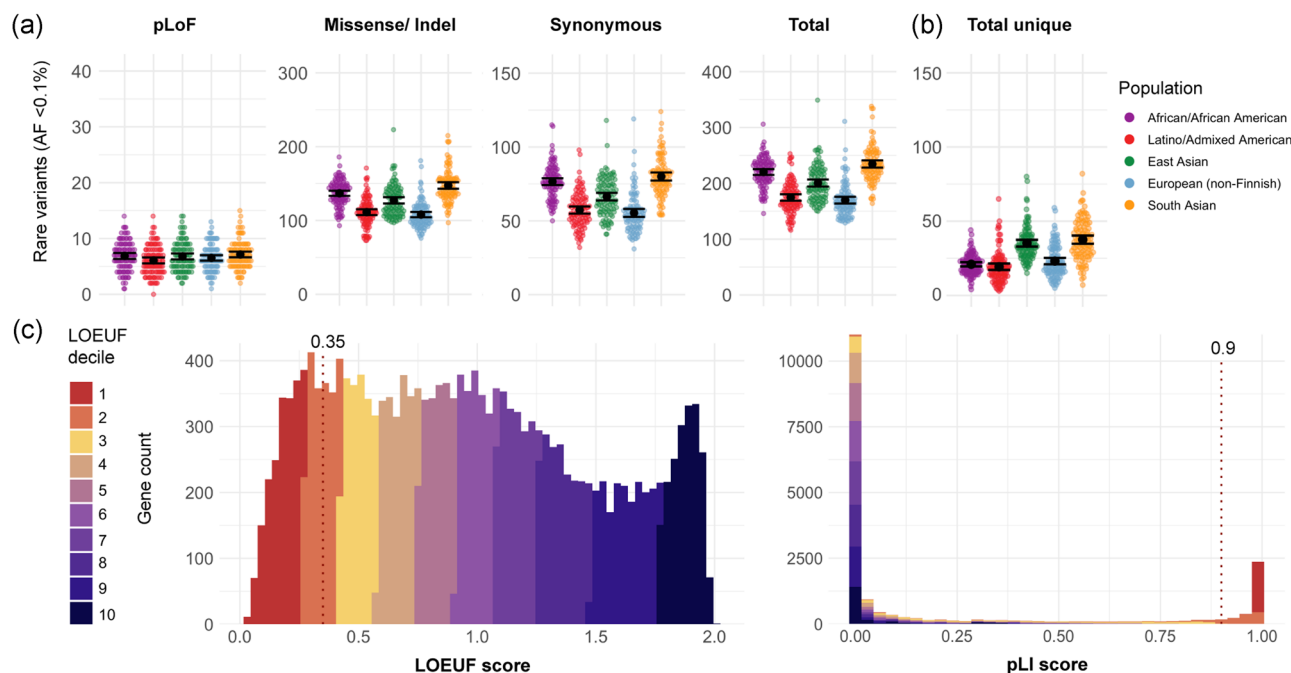 (a)
pLoF
Missense/ Indel
Synonymous
Total
(b)
Total unique
Rare variants (AF <0.1%)
40
30
20
10
0
300
200
100
0
150
100
50
0
400
300
200
100
0
150
100
50
0
Population
African/African American
Latino/Admixed American
East Asian
European (non-Finnish)
South Asian
(c)
LOEUF
decile
1
2
3
4
5
6
7
8
9
10
Gene count
400
300
200
100
0
0.35
0.0
0.5
1.0
1.5
2.0
LOEUF score
10000
7500
5000
2500
0
0.9
0.00
0.25
0.50
0.75
1.00
pLI score